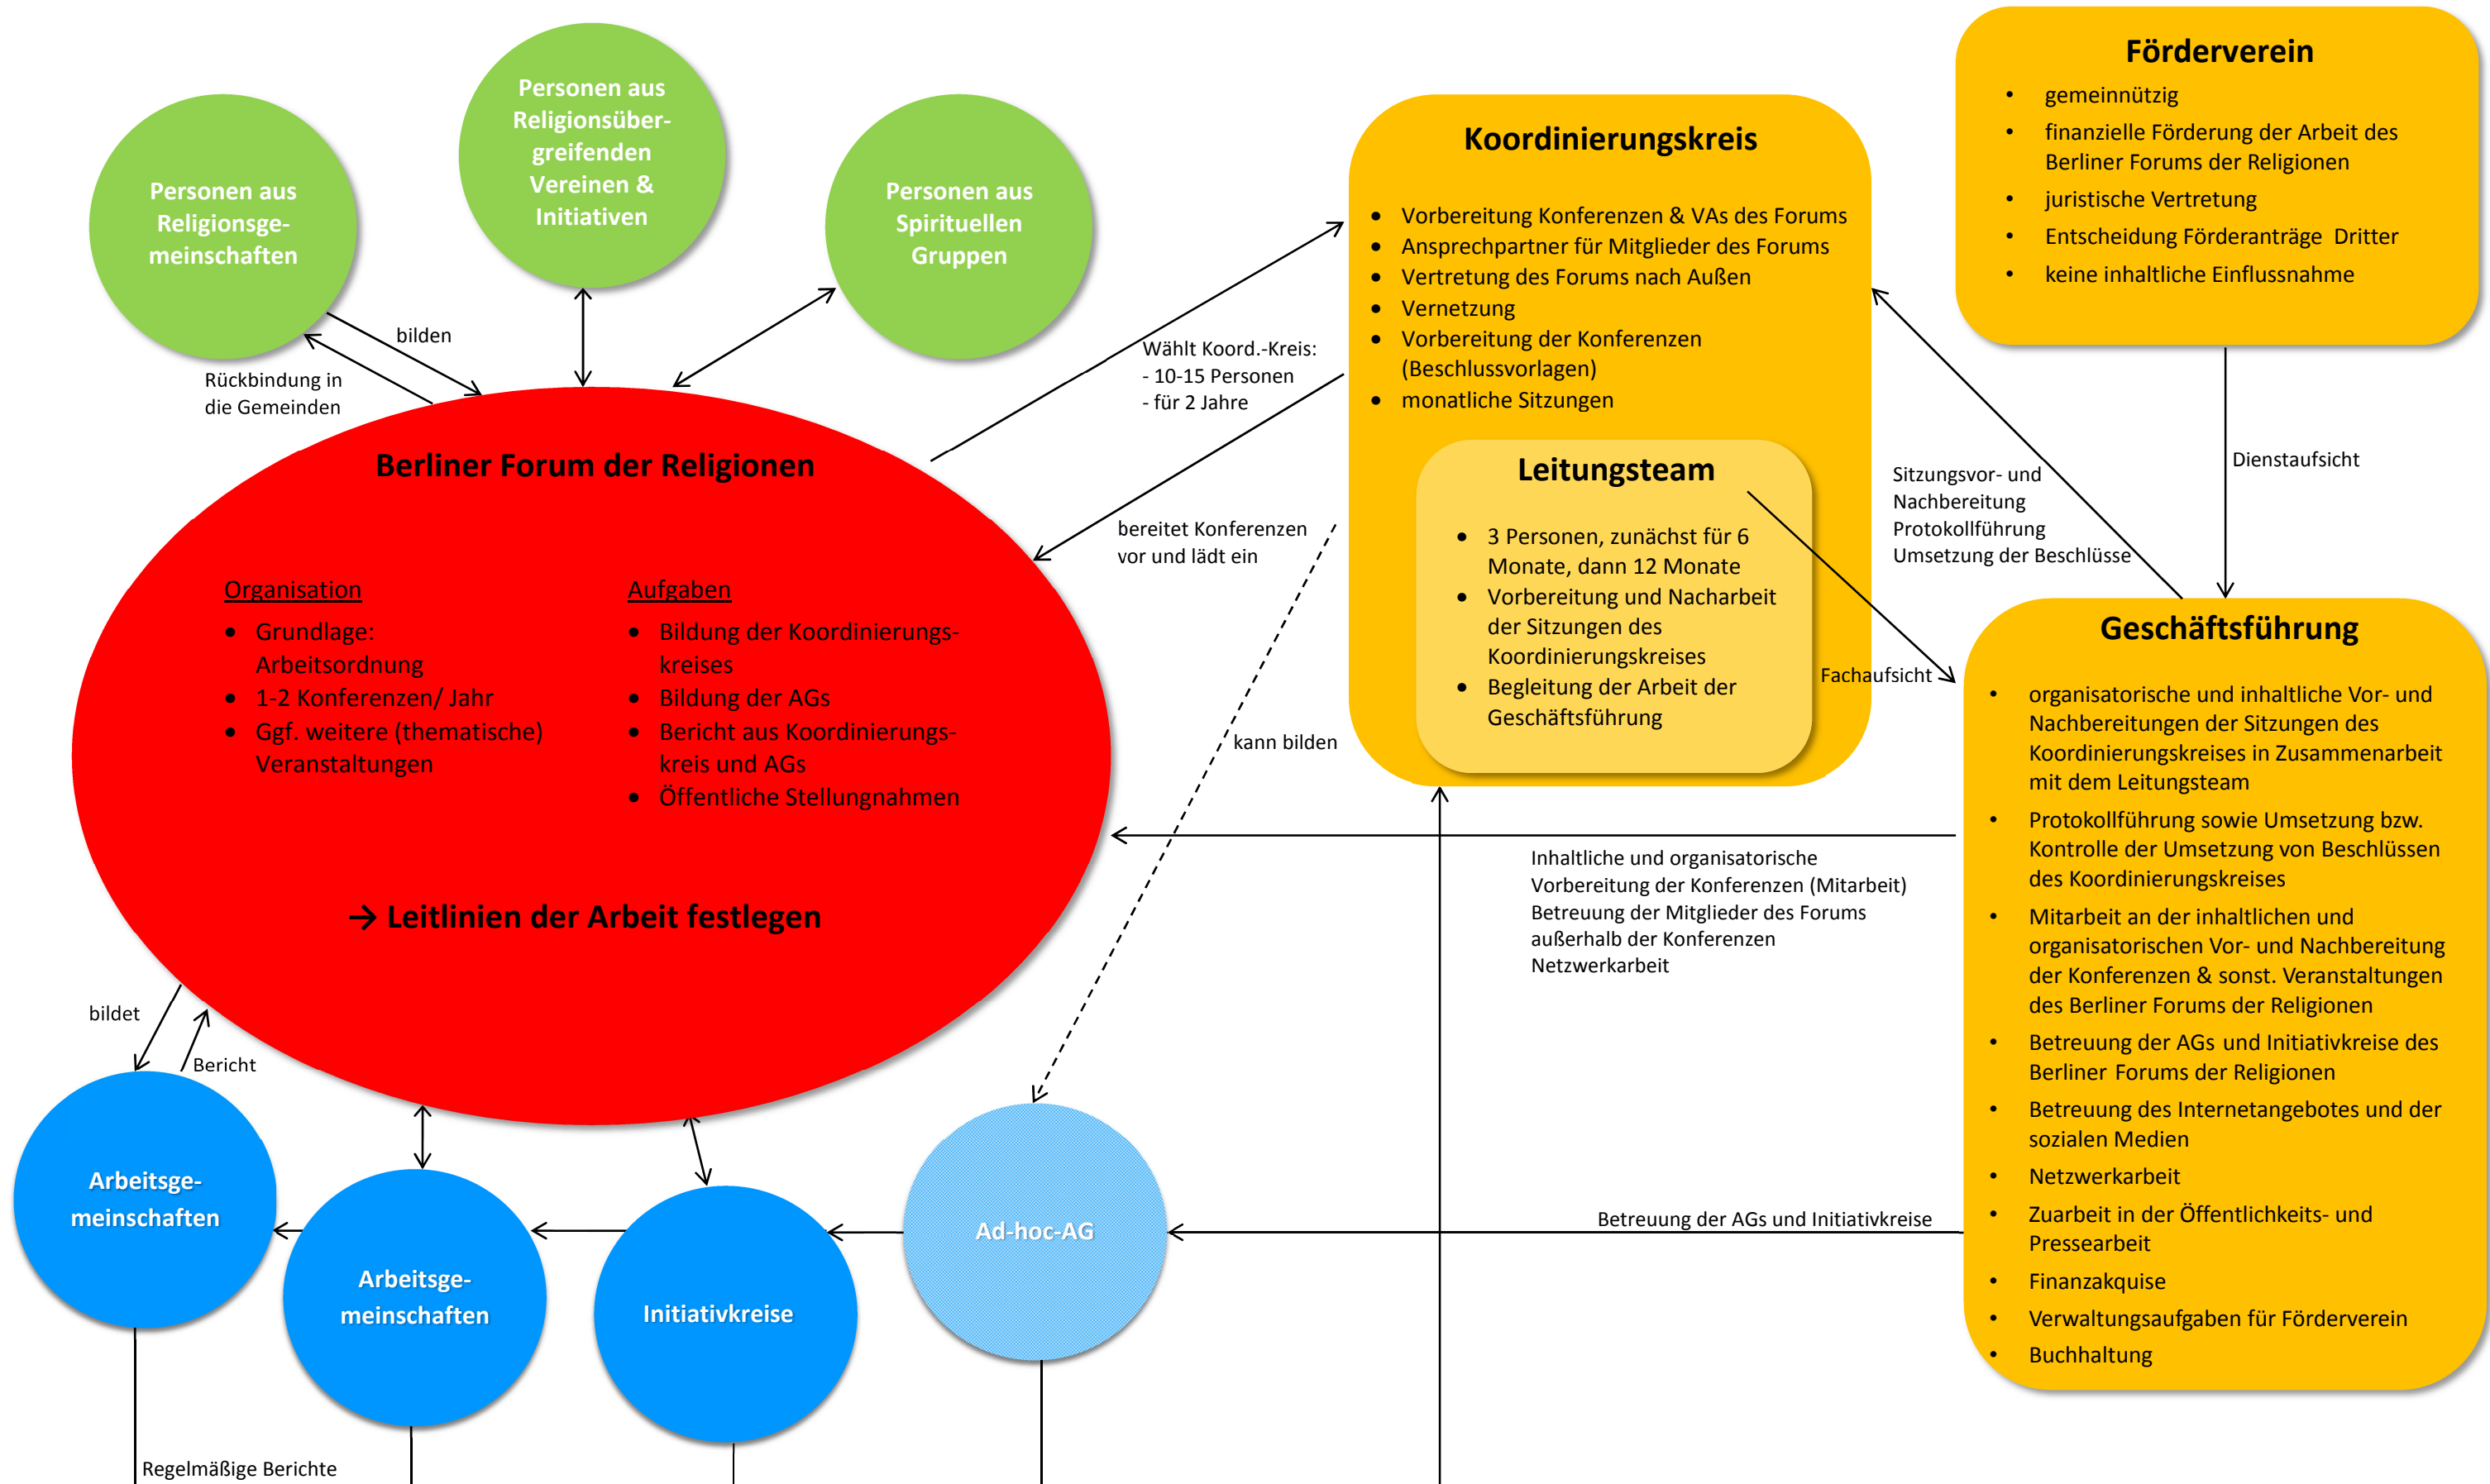 Personen aus
Religionsge-
meinschaften
Personen aus
Religionsüber-
greifenden
Vereinen &
Initiativen
Personen aus
Spirituellen
Gruppen
bilden
Rückbindung in
die Gemeinden
Berliner Forum der Religionen
Organisation
• Grundlage:
Arbeitsordnung
• 1-2 Konferenzen/ Jahr
• Ggf. weitere (thematische)
Veranstaltungen
Aufgaben
• Bildung der Koordinierungs-
kreises
• Bildung der AGs
• Bericht aus Koordinierungs-
kreis und AGs
• Öffentliche Stellungnahmen
→ Leitlinien der Arbeit festlegen
Wählt Koord.-Kreis:
- 10-15 Personen
- für 2 Jahre
bereitet Konferenzen
vor und lädt ein
kann bilden
Koordinierungskreis
• Vorbereitung Konferenzen & VAs des Forums
• Ansprechpartner für Mitglieder des Forums
• Vertretung des Forums nach Außen
• Vernetzung
• Vorbereitung der Konferenzen
(Beschlussvorlagen)
• monatliche Sitzungen
Leitungsteam
• 3 Personen, zunächst für 6
Monate, dann 12 Monate
• Vorbereitung und Nacharbeit
der Sitzungen des
Koordinierungskreises
• Begleitung der Arbeit der
Geschäftsführung
Förderverein
• gemeinnützig
• finanzielle Förderung der Arbeit des
Berliner Forums der Religionen
• juristische Vertretung
• Entscheidung Förderanträge Dritter
• keine inhaltliche Einflussnahme
Dienstaufsicht
Sitzungsvor- und
Nachbereitung
Protokollführung
Umsetzung der Beschlüsse
Fachaufsicht
Geschäftsführung
• organisatorische und inhaltliche Vor- und
Nachbereitungen der Sitzungen des
Koordinierungskreises in Zusammenarbeit
mit dem Leitungsteam
• Protokollführung sowie Umsetzung bzw.
Kontrolle der Umsetzung von Beschlüssen
des Koordinierungskreises
• Mitarbeit an der inhaltlichen und
organisatorischen Vor- und Nachbereitung
der Konferenzen & sonst. Veranstaltungen
des Berliner Forums der Religionen
• Betreuung der AGs und Initiativkreise des
Berliner Forums der Religionen
• Betreuung des Internetangebotes und der
sozialen Medien
• Netzwerkarbeit
• Zuarbeit in der Öffentlichkeits- und
Pressearbeit
• Finanzakquise
• Verwaltungsaufgaben für Förderverein
• Buchhaltung
Inhaltliche und organisatorische
Vorbereitung der Konferenzen (Mitarbeit)
Betreuung der Mitglieder des Forums
außerhalb der Konferenzen
Netzwerkarbeit
Betreuung der AGs und Initiativkreise
bildet
Bericht
Arbeitsge-
meinschaften
Arbeitsge-
meinschaften
Initiativkreise
Ad-hoc-AG
Regelmäßige Berichte